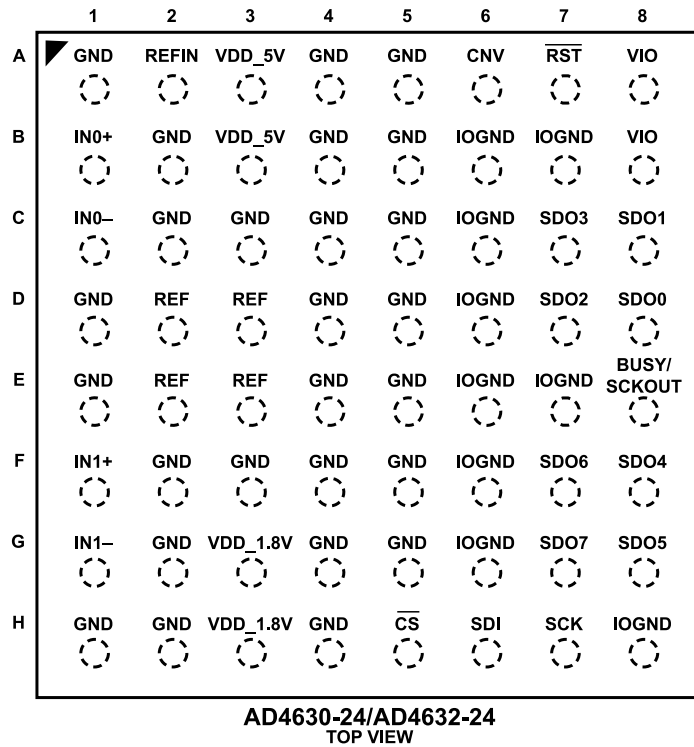 1 2 3 4 5 6 7 8
A GND REFIN VDD_5V GND GND CNV RST VIO
B IN0+ GND VDD_5V GND GND IOGND IOGND VIO
C IN0– GND GND GND GND IOGND SDO3 SDO1
D GND REF REF GND GND IOGND SDO2 SDO0
E GND REF REF GND GND IOGND IOGND BUSY/
SCKOUT
F IN1+ GND GND GND GND IOGND SDO6 SDO4
G IN1– GND VDD_1.8V GND GND IOGND SDO7 SDO5
H GND GND VDD_1.8V GND CS SDI SCK IOGND
AD4630-24/AD4632-24
TOP VIEW